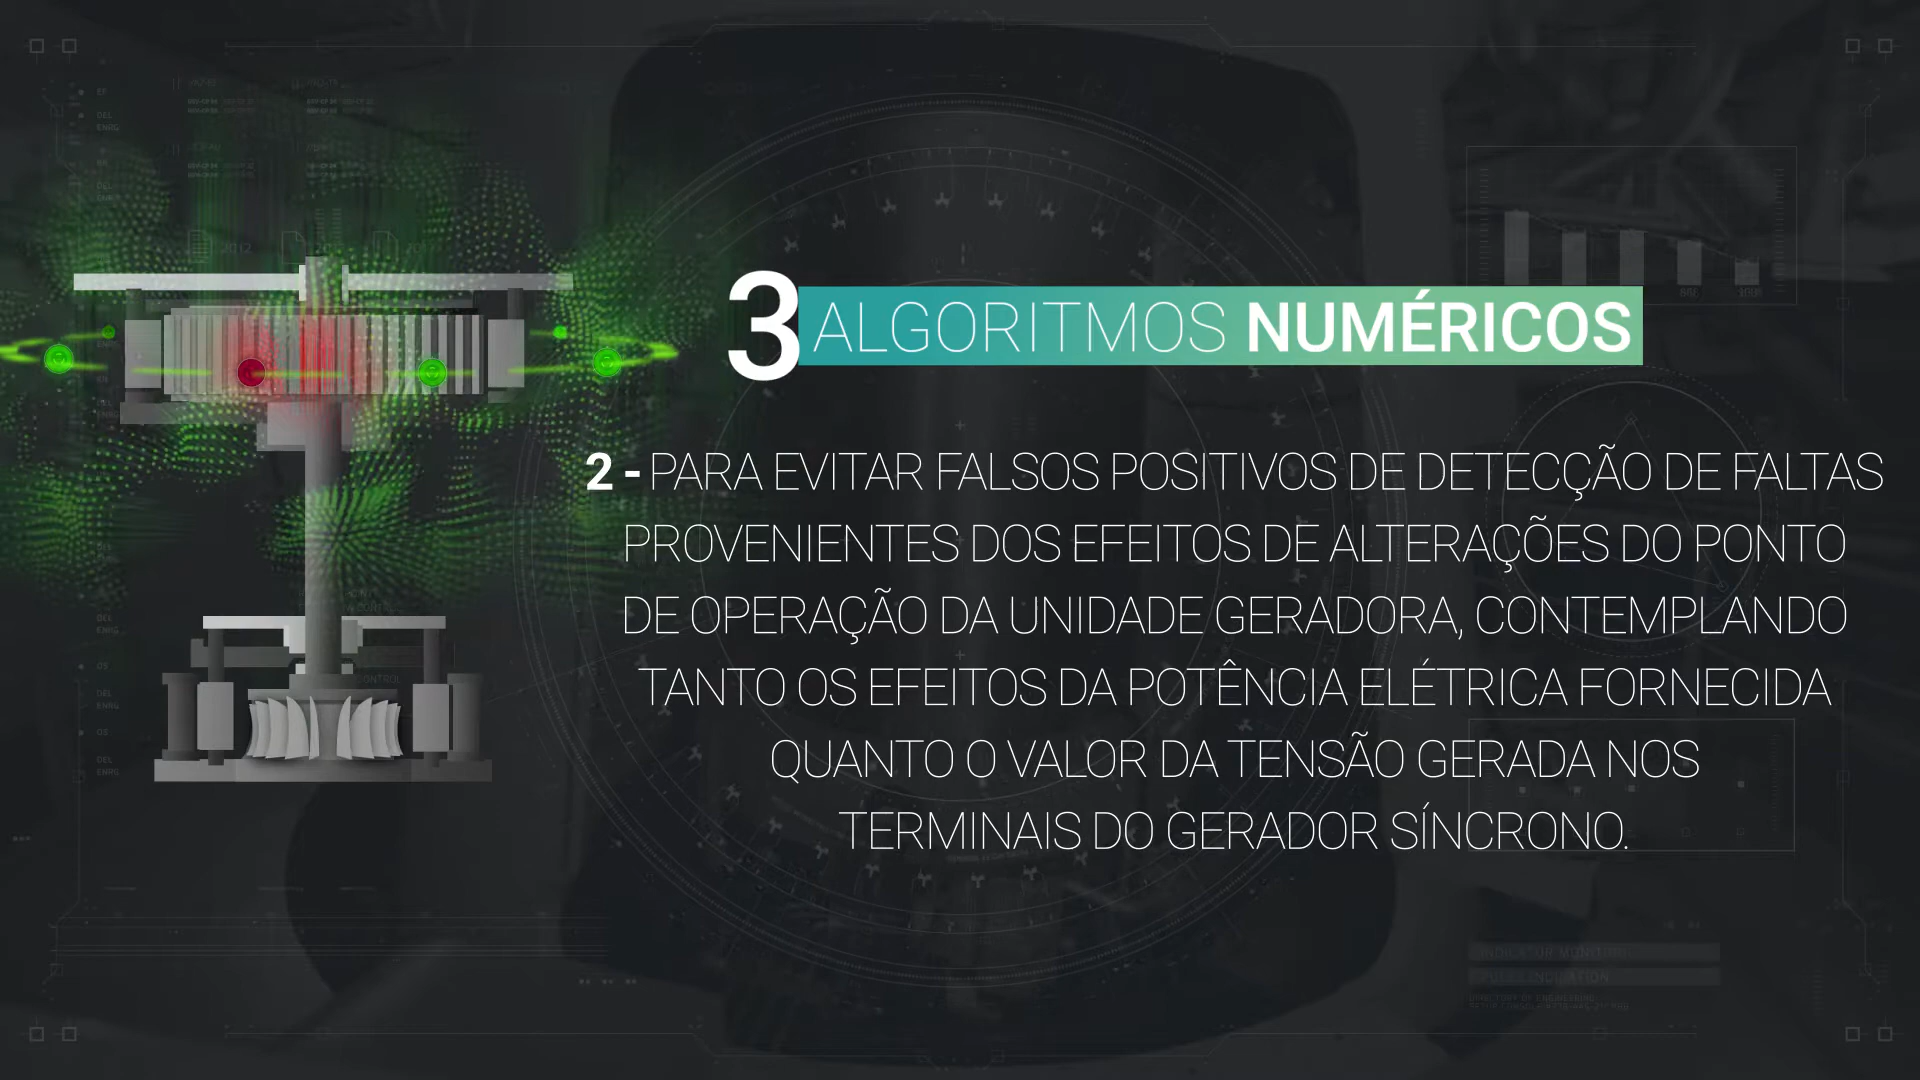 3 ALGORITMOS NUMÉRICOS
2 - PARA EVITAR FALSOS POSITIVOS DE DETECÇÃO DE FALTAS
PROVENIENTES DOS EFEITOS DE ALTERAÇÕES DO PONTO
DE OPERAÇÃO DA UNIDADE GERADORA, CONTEMPLANDO
TANTO OS EFEITOS DA POTÊNCIA ELÉTRICA FORNECIDA
QUANTO O VALOR DA TENSÃO GERADA NOS
TERMINAIS DO GERADOR SÍNCRONO.